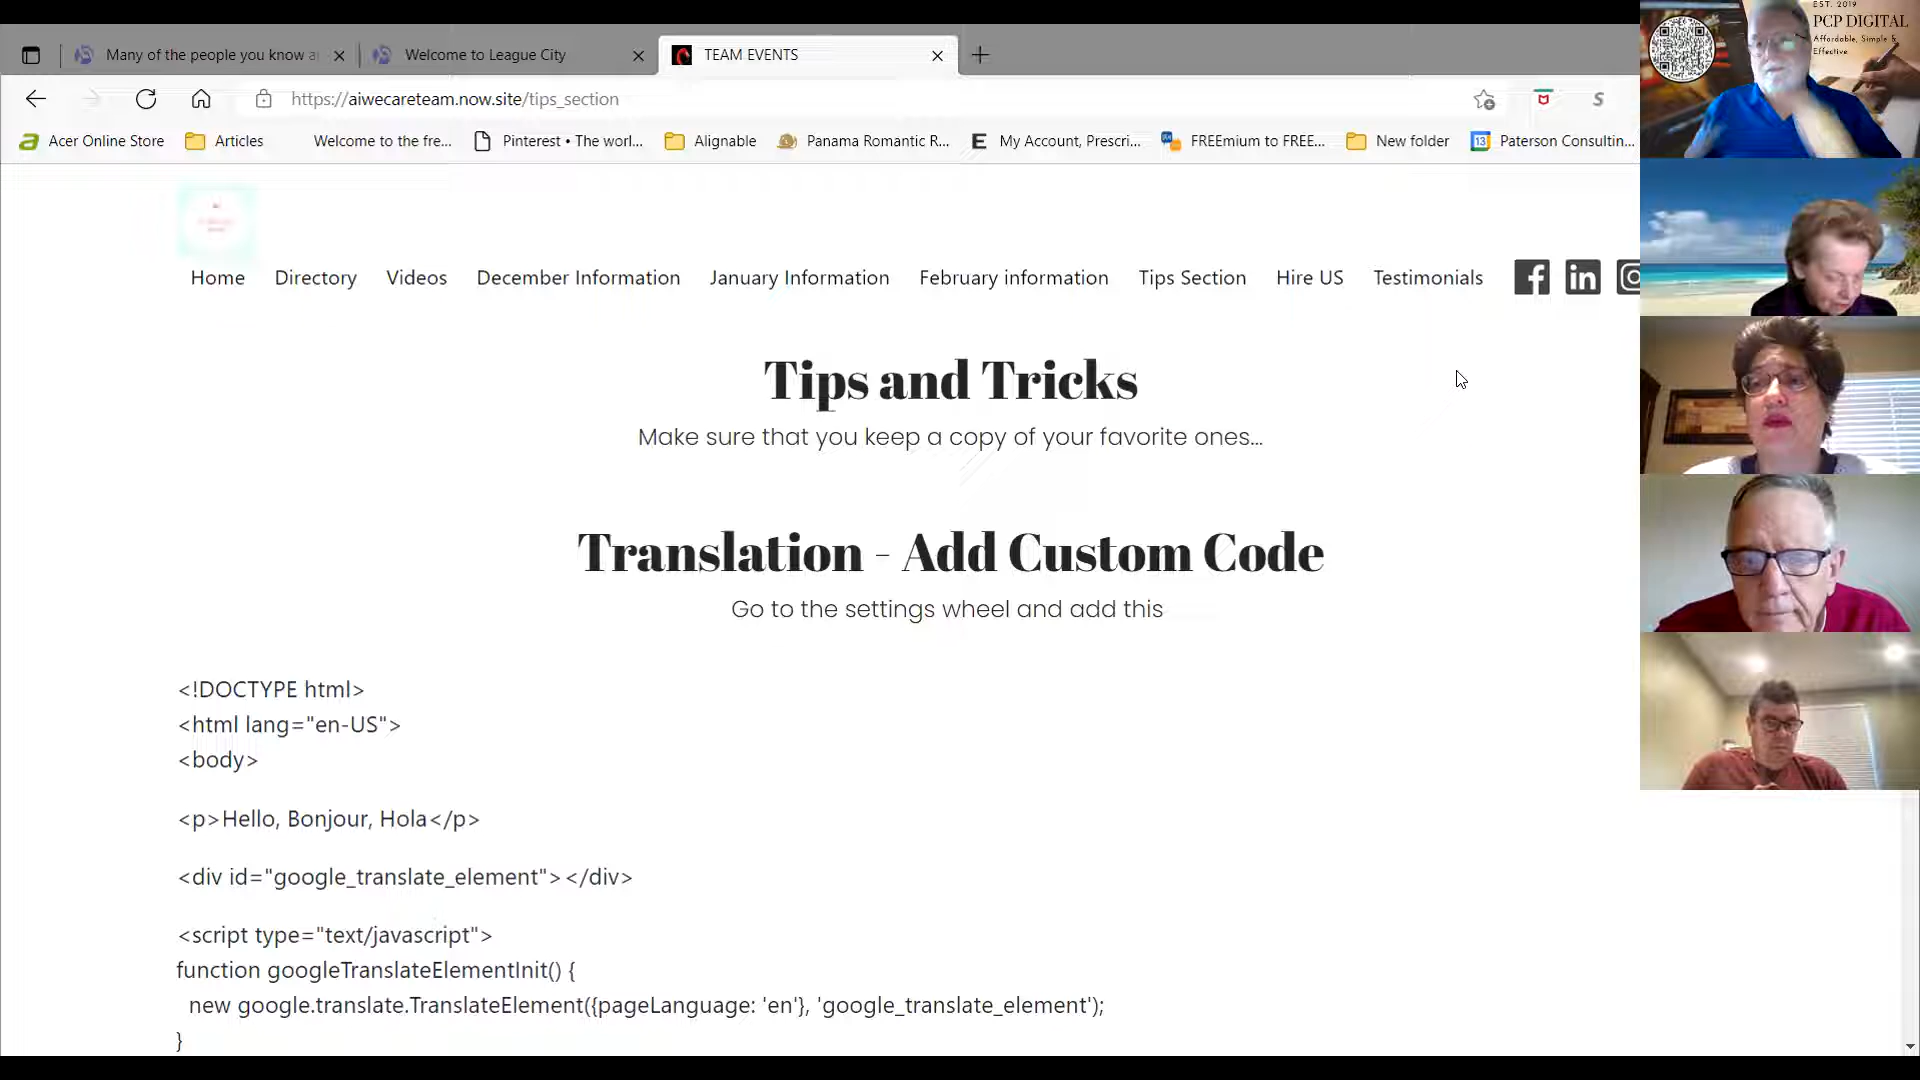 Many of the people you know a
Welcome to League City
TEAM EVENTS
https://aiwecareteam.now.site/tips_section
Acer Online Store
Articles
Welcome to the fre...
Pinterest • The worl...
Alignable
Panama Romantic R...
E
My Account, Prescri...
FREEmium to FREE...
New folder
13
Paterson Consultin...
EST. 2019
PCP DIGITAL
Affordable, Simple &
Effective
Home
Directory
Videos
December Information
January Information
February information
Tips Section
Hire US
Testimonials
Tips and Tricks
Make sure that you keep a copy of your favorite ones...
Translation - Add Custom Code
Go to the settings wheel and add this
<!DOCTYPE html>
<html lang="en-US">
<body>
<p>Hello, Bonjour, Hola</p>
<div id="google_translate_element"></div>
<script type="text/javascript">
function googleTranslateElementInit() {
new google.translate.TranslateElement({pageLanguage: 'en'}, 'google_translate_element');
}